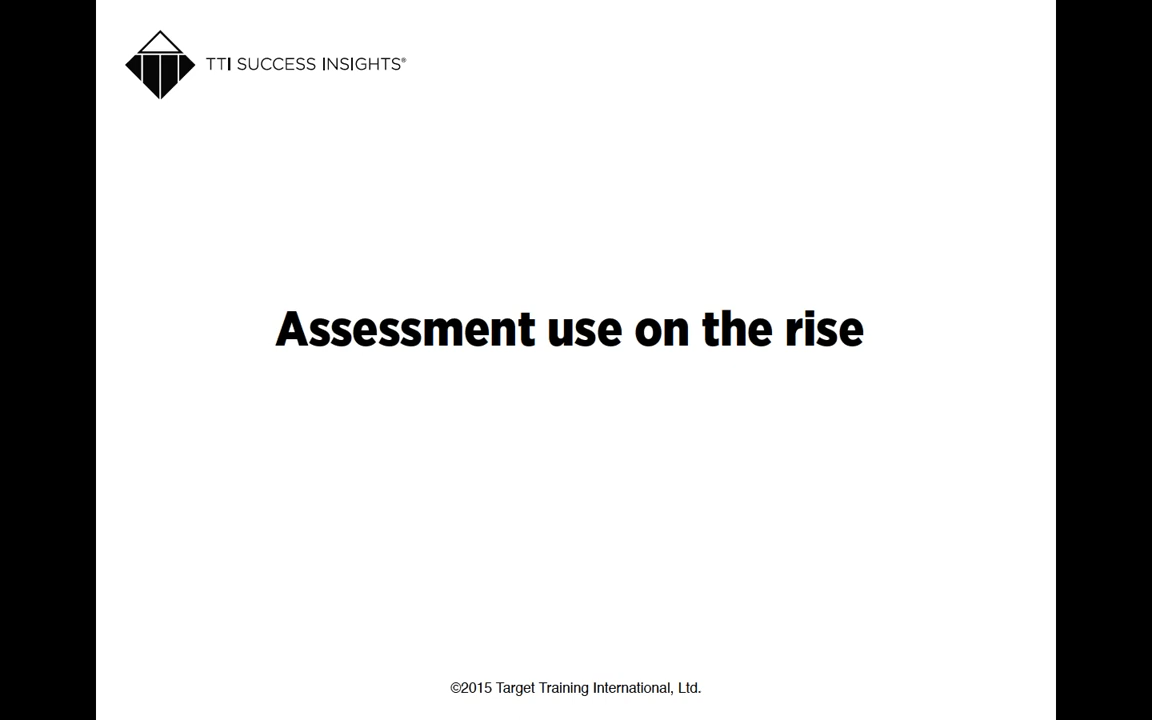 TTI SUCCESS INSIGHTS®
Assessment use on the rise
©2015 Target Training International, Ltd.